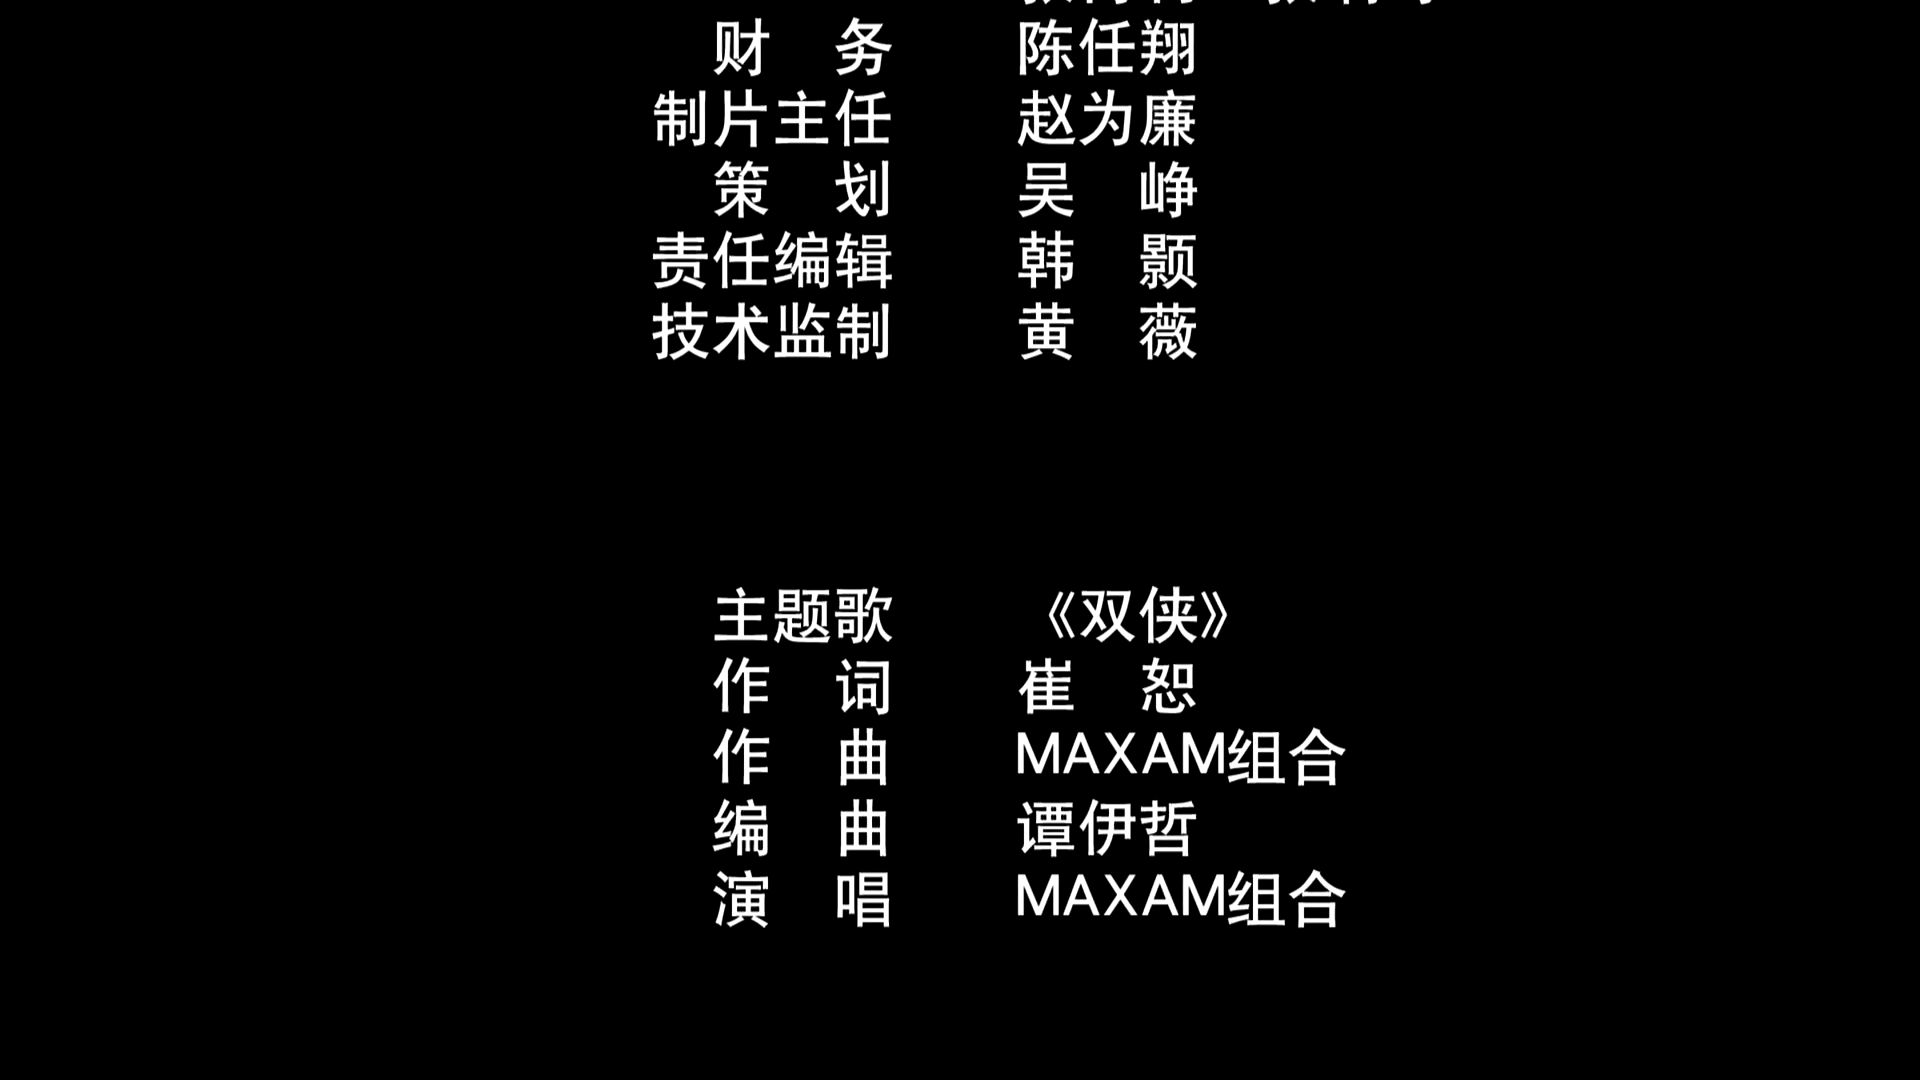 财 务 陈任翔
制片主任 赵为廉
策 划 吴 峥
责任编辑 韩 颢
技术监制 黄 薇
主题歌 《双侠》
作 词 崔 恕
作 曲 MAXAM组合
编 曲 谭伊哲
演 唱 MAXAM组合